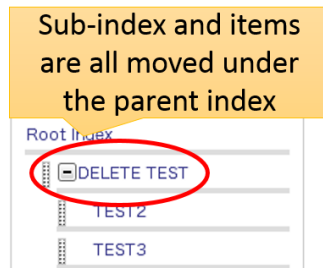 Sub-index and items
are all moved under
the parent index
Root Index
DELETE TEST
TEST2
TEST3